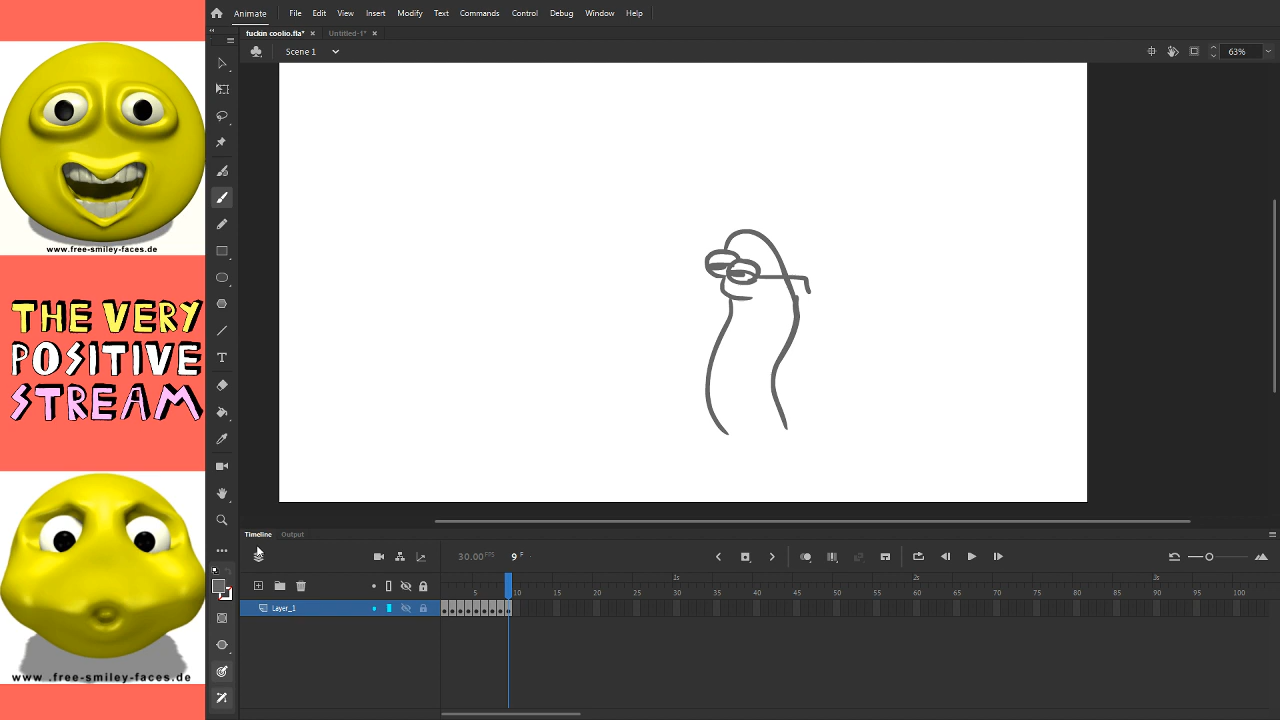 Animate File Edit View Insert Modify Text Commands Control Debug Window Help
fuckin coolio.fla* × Untitled-1* ×
Scene 1 63%
www.free-smiley-faces.de
THE VERY
POSITIVE
STREAM
www.free-smiley-faces.de
Timeline Output
30.00 FPS 9 F
1s 2s 3s
5 10 15 20 25 30 35 40 45 50 55 60 65 70 75 80 85 90 95 100
Layer_1